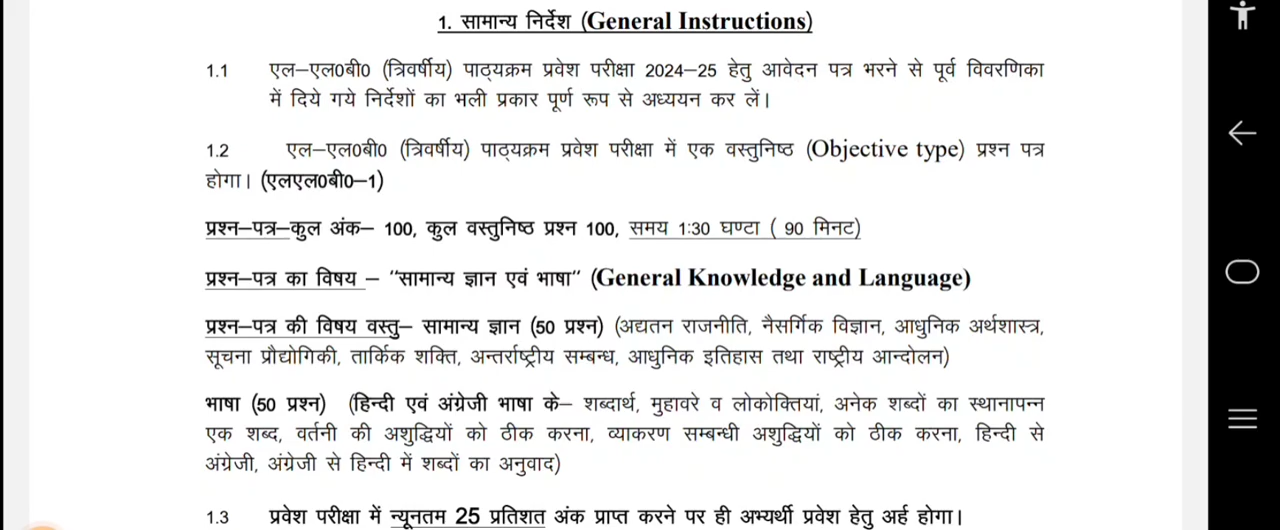 1. सामान्य निर्देश (General Instructions)
1.1 एल–एल0बी0 (त्रिवर्षीय) पाठ्यक्रम प्रवेश परीक्षा 2024–25 हेतु आवेदन पत्र भरने से पूर्व विवरणिका
में दिये गये निर्देशों का भली प्रकार पूर्ण रूप से अध्ययन कर लें।
1.2 एल–एल0बी0 (त्रिवर्षीय) पाठ्यक्रम प्रवेश परीक्षा में एक वस्तुनिष्ठ (Objective type) प्रश्न पत्र
होगा। (एलएल0बी0–1)
प्रश्न–पत्र–कुल अंक– 100, कुल वस्तुनिष्ठ प्रश्न 100, समय 1:30 घण्टा ( 90 मिनट)
प्रश्न–पत्र का विषय – "सामान्य ज्ञान एवं भाषा" (General Knowledge and Language)
प्रश्न–पत्र की विषय वस्तु– सामान्य ज्ञान (50 प्रश्न) (अद्यतन राजनीति, नैसर्गिक विज्ञान, आधुनिक अर्थशास्त्र,
सूचना प्रौद्योगिकी, तार्किक शक्ति, अन्तर्राष्ट्रीय सम्बन्ध, आधुनिक इतिहास तथा राष्ट्रीय आन्दोलन)
भाषा (50 प्रश्न) (हिन्दी एवं अंग्रेजी भाषा के– शब्दार्थ, मुहावरे व लोकोक्तियां, अनेक शब्दों का स्थानापन्न
एक शब्द, वर्तनी की अशुद्धियों को ठीक करना, व्याकरण सम्बन्धी अशुद्धियों को ठीक करना, हिन्दी से
अंग्रेजी, अंग्रेजी से हिन्दी में शब्दों का अनुवाद)
1.3 प्रवेश परीक्षा में न्यूनतम 25 प्रतिशत अंक प्राप्त करने पर ही अभ्यर्थी प्रवेश हेतु अर्ह होगा।